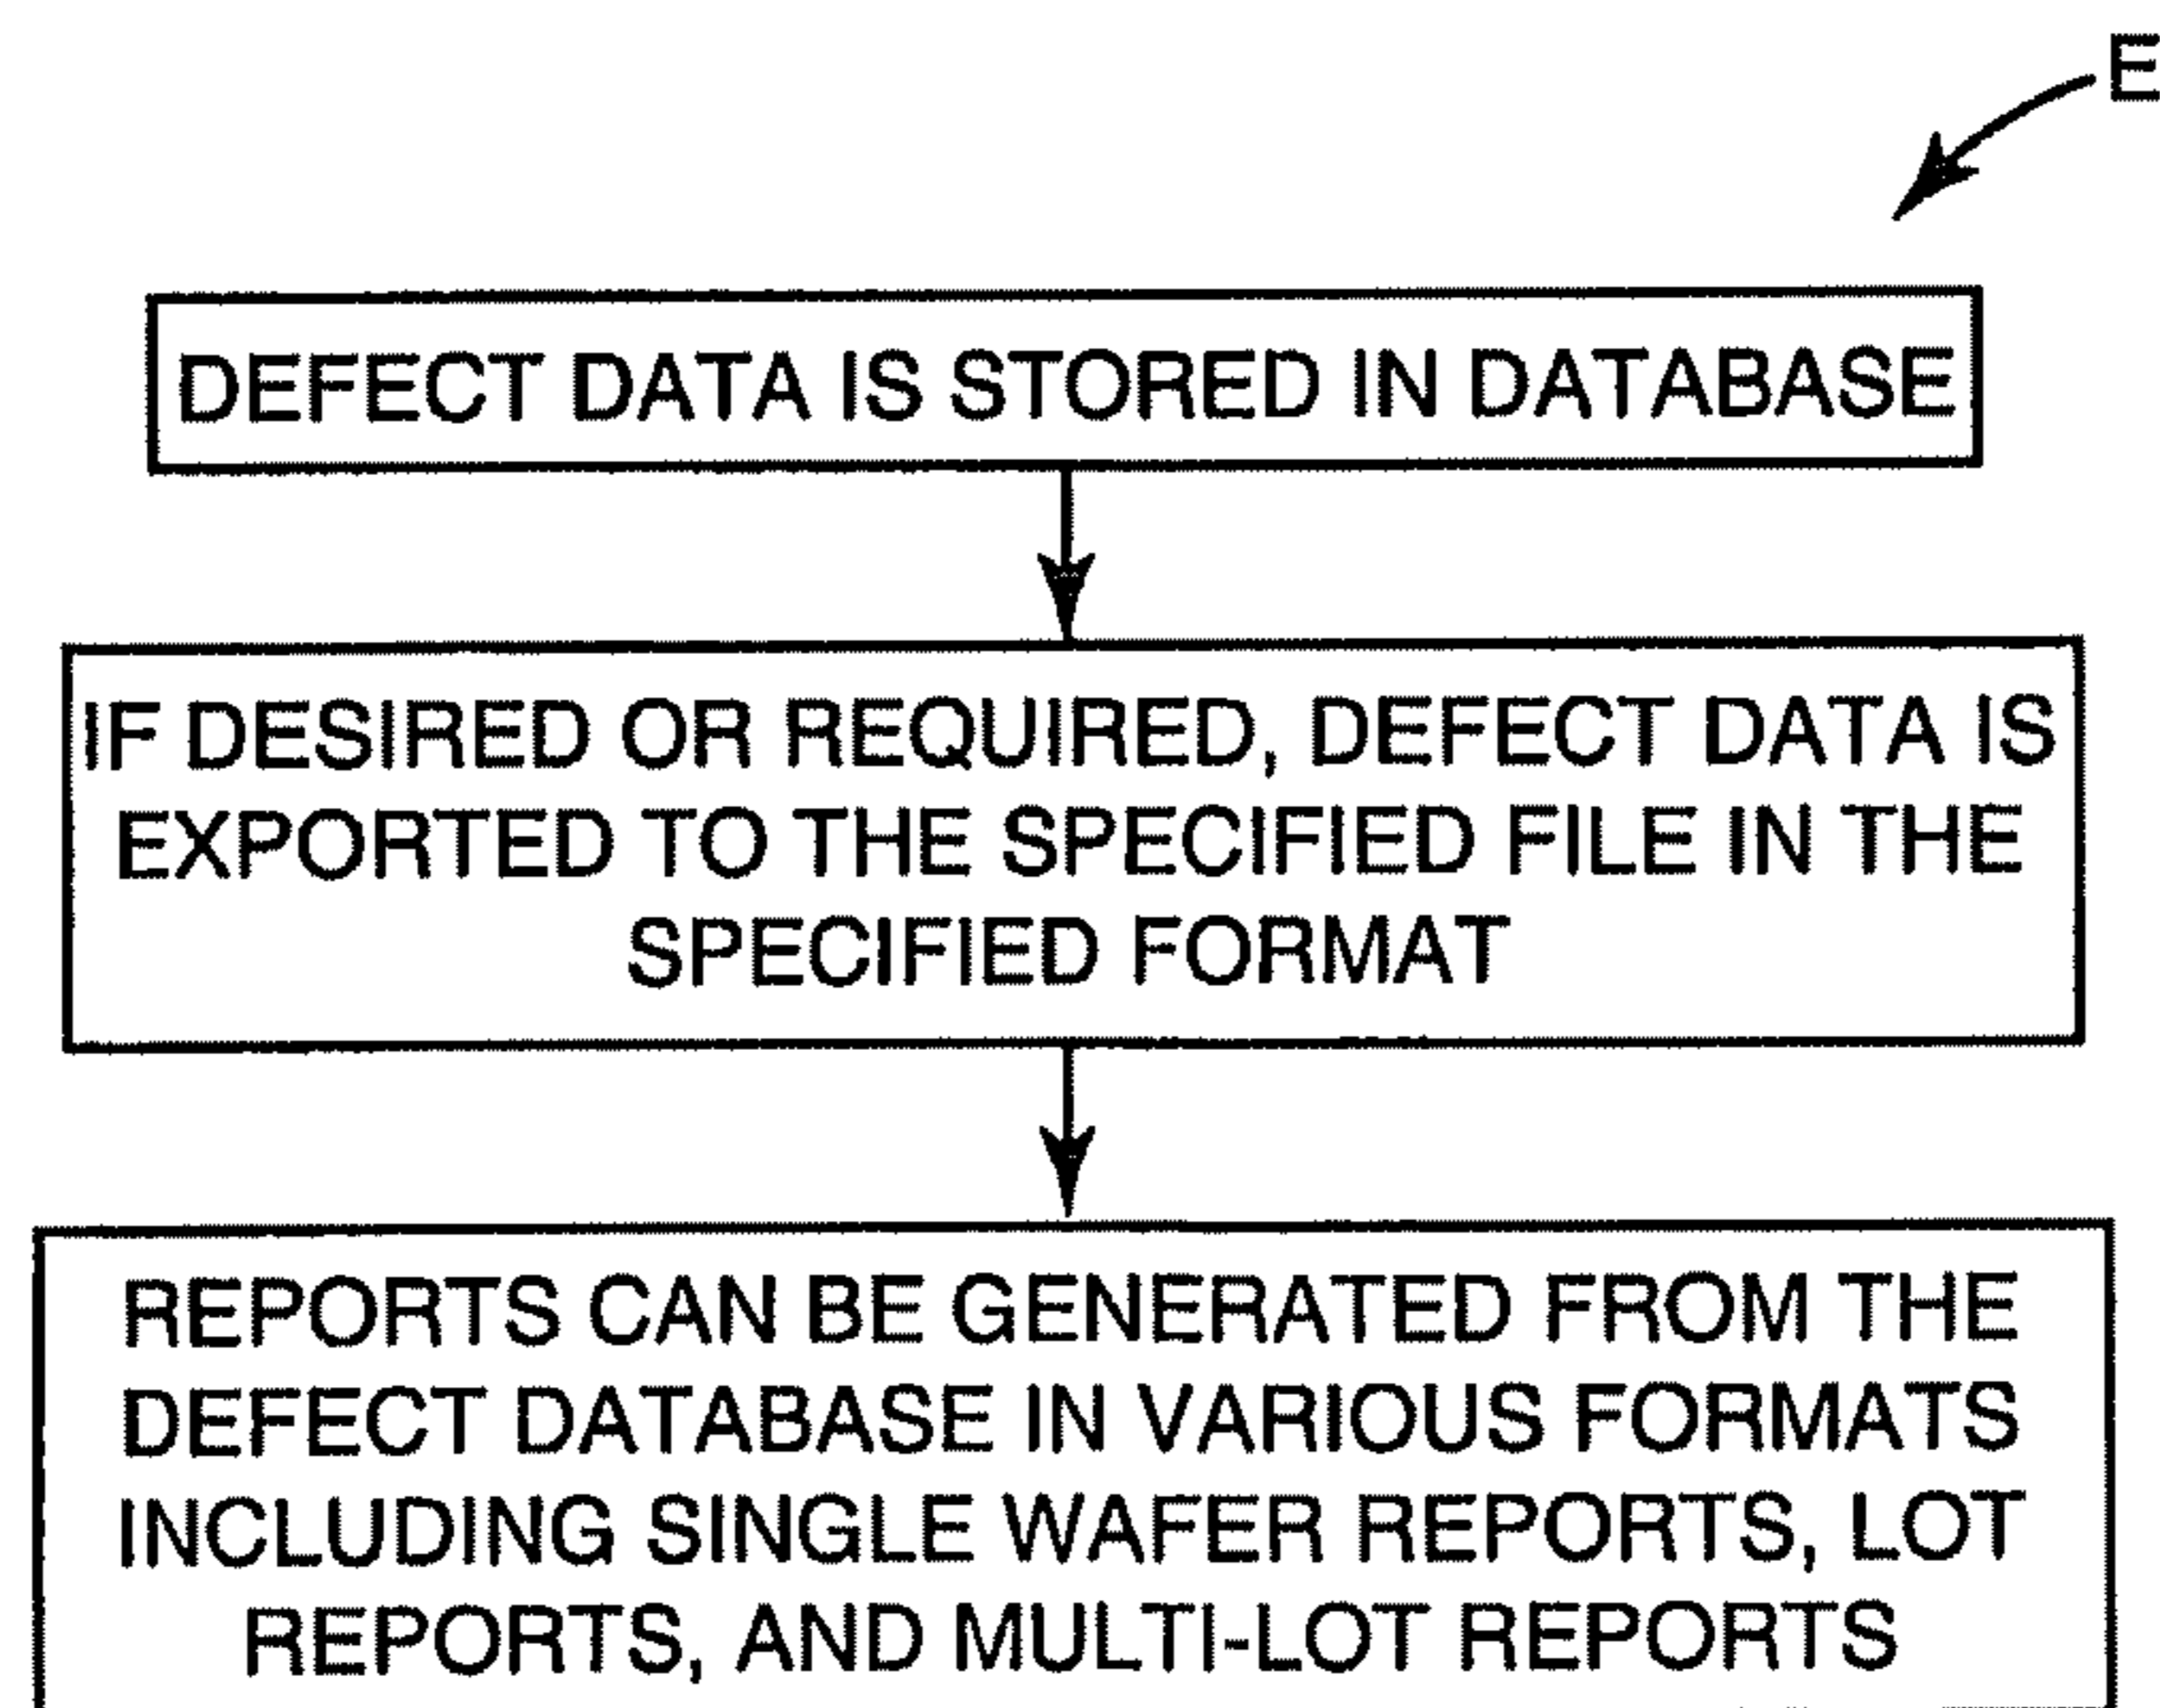 E
DEFECT DATA IS STORED IN DATABASE
IF DESIRED OR REQUIRED, DEFECT DATA IS
EXPORTED TO THE SPECIFIED FILE IN THE
SPECIFIED FORMAT
REPORTS CAN BE GENERATED FROM THE
DEFECT DATABASE IN VARIOUS FORMATS
INCLUDING SINGLE WAFER REPORTS, LOT
REPORTS, AND MULTI-LOT REPORTS